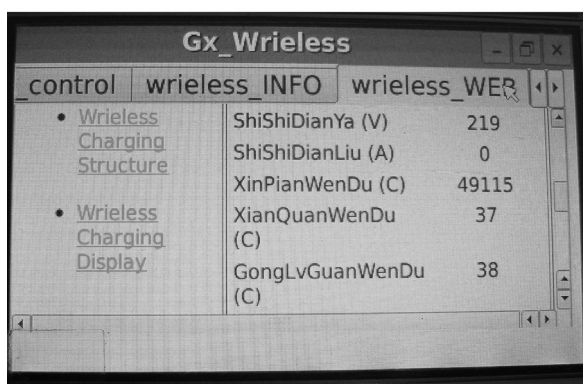 Gx_Wrieless
_control wrieless_INFO wrieless_WEB
Wrieless
Charging
Structure
Wrieless
Charging
Display
ShiShiDianYa (V) 219
ShiShiDianLiu (A) 0
XinPianWenDu (C) 49115
XianQuanWenDu
(C) 37
GongLvGuanWenDu
(C) 38